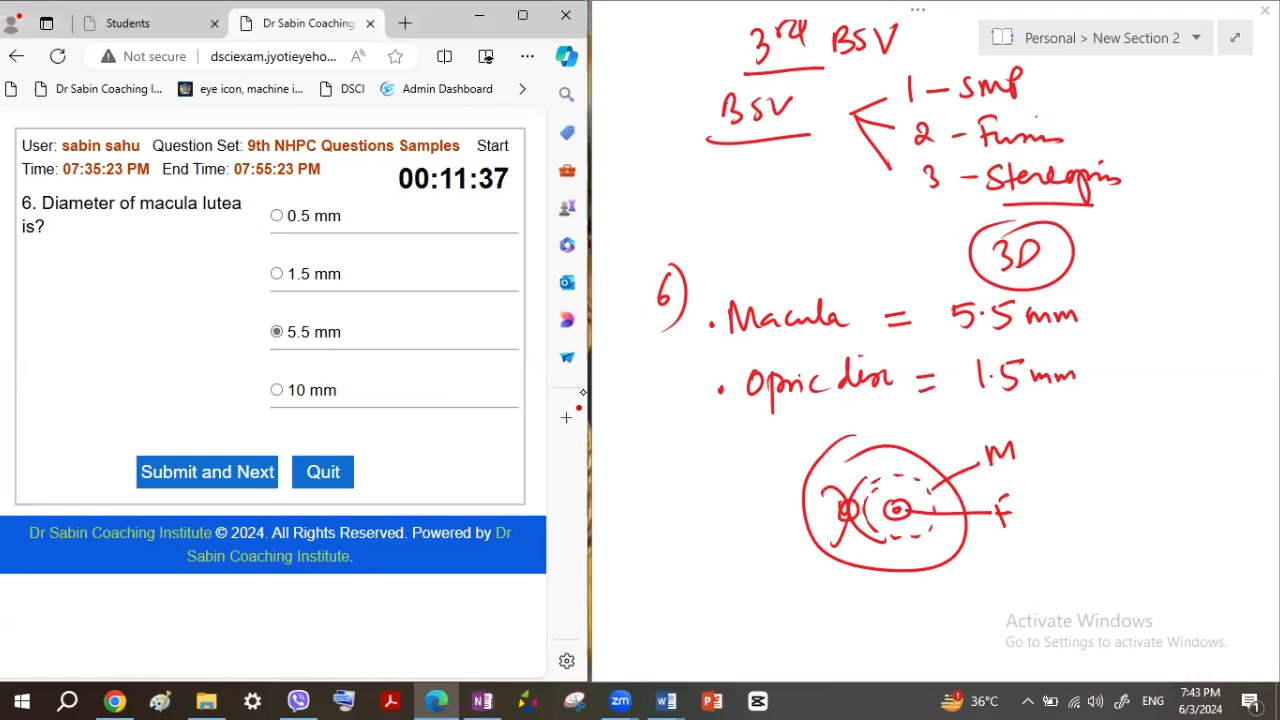 Students
Dr Sabin Coaching
Not secure
dsciexam.jyotieyeho...
Dr Sabin Coaching I...
eye icon, machine i...
DSCI
Admin Dashboard
User: sabin sahu Question Set: 9th NHPC Questions Samples Start
Time: 07:35:23 PM End Time: 07:55:23 PM
00:11:37
6. Diameter of macula lutea
is?
0.5 mm
1.5 mm
5.5 mm
10 mm
Submit and Next
Quit
Dr Sabin Coaching Institute © 2024. All Rights Reserved. Powered by Dr
Sabin Coaching Institute.
Personal > New Section 2
3rd BSV
BSV
1 - SMP
2 - Fusion
3 - Stereopsis
3D
6)
. Macula = 5.5 mm
. Optic disc = 1.5 mm
M
F
Activate Windows
Go to Settings to activate Windows.
36°C
ENG
7:43 PM
6/3/2024